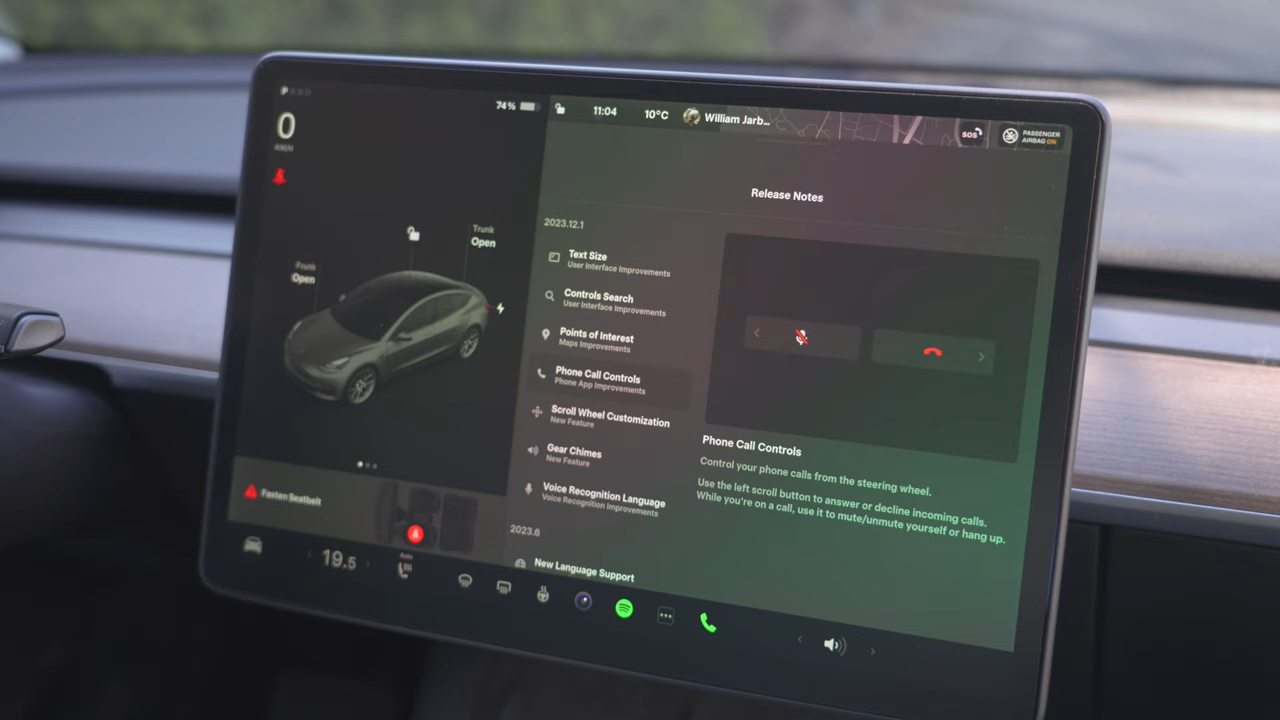 P R N D
74 %
11:04
10°C
William Jarb...
SOS
PASSENGER
AIRBAG ON
0
KM/H
Trunk
Open
Frunk
Open
Fasten Seatbelt
Release Notes
2023.12.1
Text Size
User Interface Improvements
Controls Search
User Interface Improvements
Points of Interest
Maps Improvements
Phone Call Controls
Phone App Improvements
Scroll Wheel Customization
New Feature
Gear Chimes
New Feature
Voice Recognition Language
Voice Recognition Improvements
2023.6
New Language Support
Phone Call Controls
Control your phone calls from the steering wheel.
Use the left scroll button to answer or decline incoming calls.
While you're on a call, use it to mute/unmute yourself or hang up.
19.5
Auto